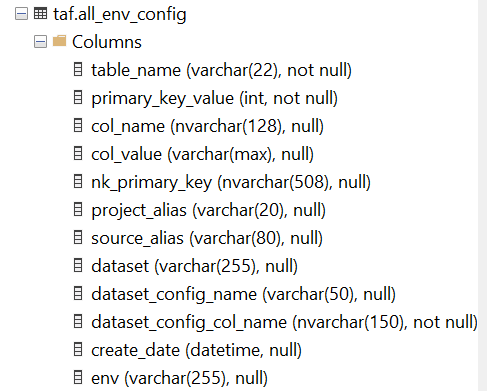 taf.all_env_config
Columns
table_name (varchar(22), not null)
primary_key_value (int, not null)
col_name (nvarchar(128), null)
col_value (varchar(max), null)
nk_primary_key (nvarchar(508), null)
project_alias (varchar(20), null)
source_alias (varchar(80), null)
dataset (varchar(255), null)
dataset_config_name (varchar(50), null)
dataset_config_col_name (nvarchar(150), not null)
create_date (datetime, null)
env (varchar(255), null)